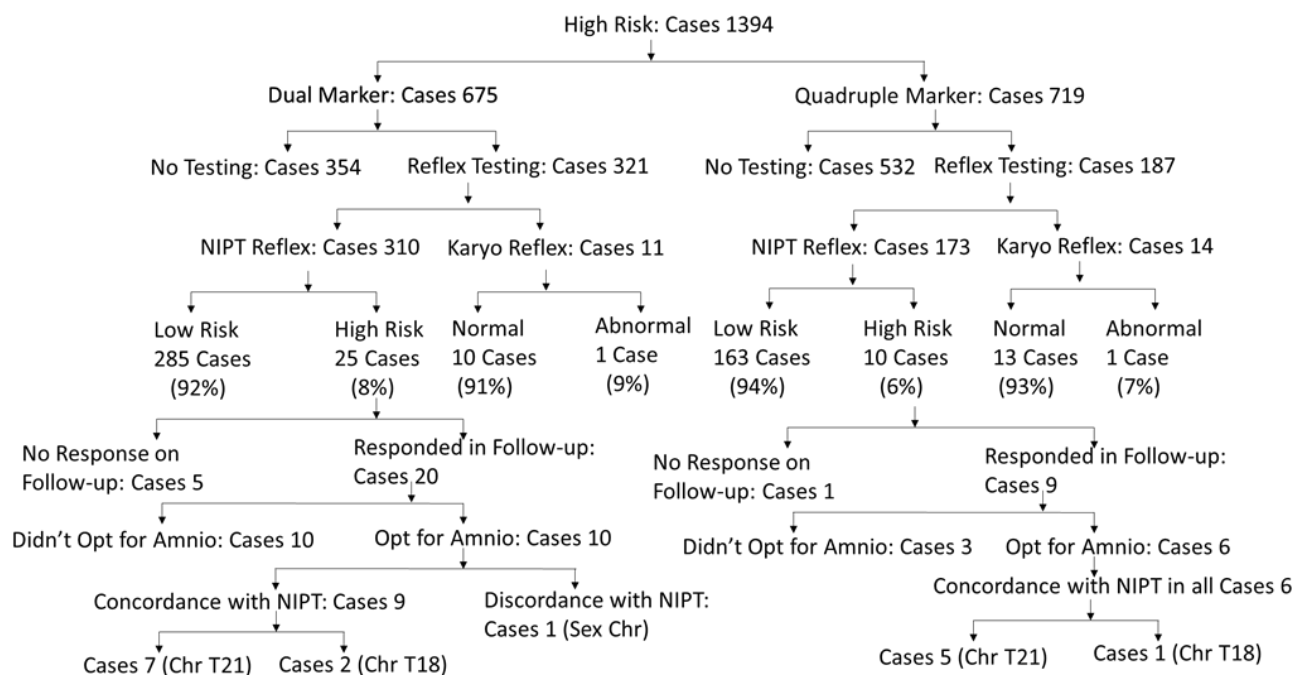 High Risk: Cases 1394
Dual Marker: Cases 675
Quadruple Marker: Cases 719
No Testing: Cases 354
Reflex Testing: Cases 321
No Testing: Cases 532
Reflex Testing: Cases 187
NIPT Reflex: Cases 310
Karyo Reflex: Cases 11
NIPT Reflex: Cases 173
Karyo Reflex: Cases 14
Low Risk
285 Cases
(92%)
High Risk
25 Cases
(8%)
Normal
10 Cases
(91%)
Abnormal
1 Case
(9%)
Low Risk
163 Cases
(94%)
High Risk
10 Cases
(6%)
Normal
13 Cases
(93%)
Abnormal
1 Case
(7%)
No Response on
Follow-up: Cases 5
Responded in Follow-up:
Cases 20
No Response on
Follow-up: Cases 1
Responded in Follow-up:
Cases 9
Didn't Opt for Amnio: Cases 10
Opt for Amnio: Cases 10
Didn't Opt for Amnio: Cases 3
Opt for Amnio: Cases 6
Concordance with NIPT: Cases 9
Discordance with NIPT:
Cases 1 (Sex Chr)
Concordance with NIPT in all Cases 6
Cases 7 (Chr T21)
Cases 2 (Chr T18)
Cases 5 (Chr T21)
Cases 1 (Chr T18)